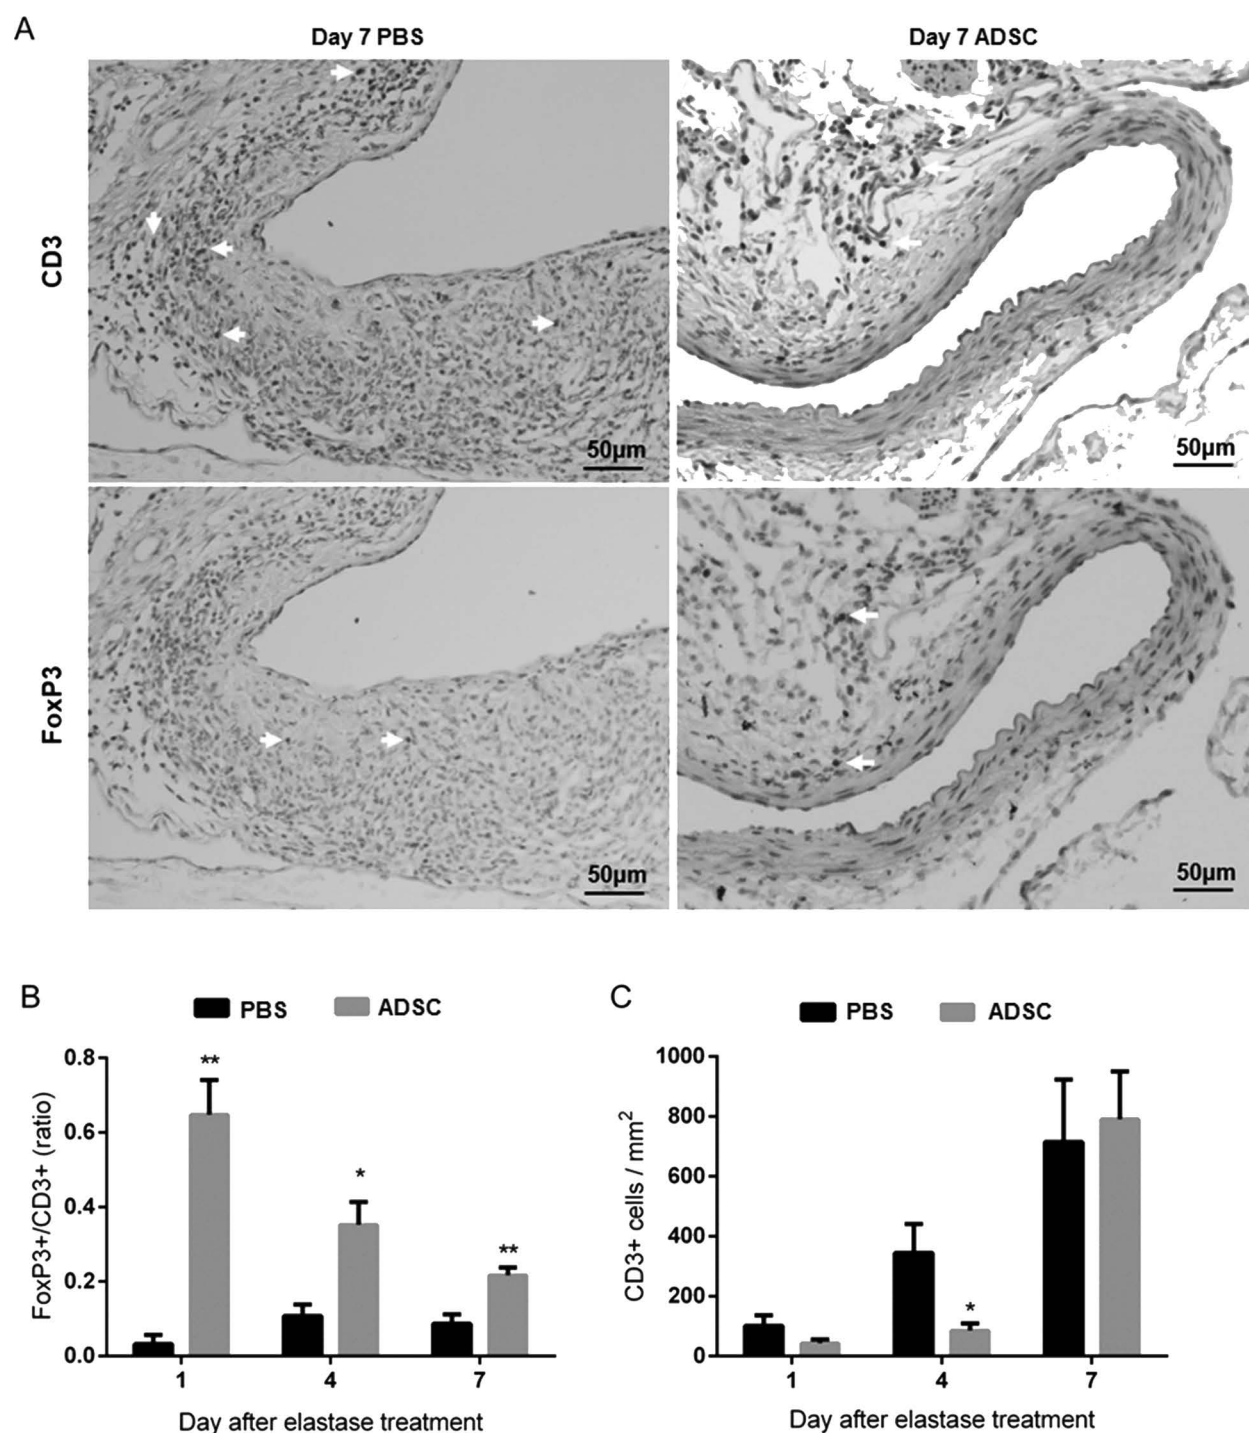 A
Day 7 PBS
Day 7 ADSC
CD3
50µm
50µm
FoxP3
50µm
50µm
B
PBS
ADSC
FoxP3+/CD3+ (ratio)
0.8
0.6
0.4
0.2
0.0
**
*
**
1
4
7
Day after elastase treatment
C
PBS
ADSC
CD3+ cells / mm²
1000
800
600
400
200
0
*
1
4
7
Day after elastase treatment